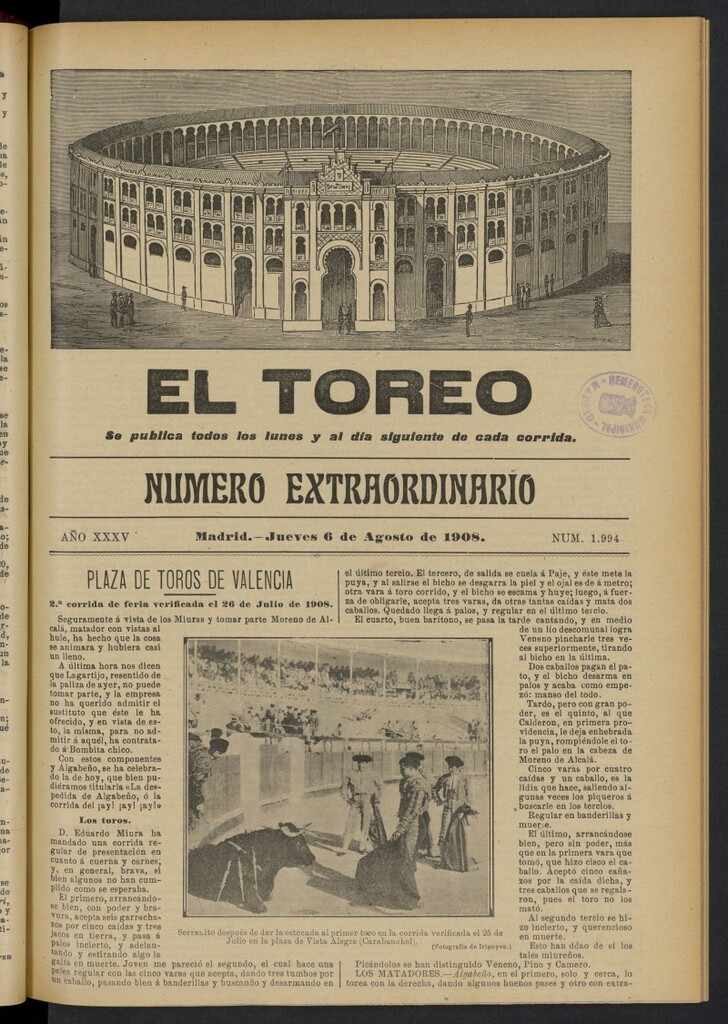 EL TOREO
Se publica todos los lunes y al día siguiente de cada corrida.
HEMEROTECA MUNICIPAL
NUMERO EXTRAORDINARIO
AÑO XXXV
Madrid.—Jueves 6 de Agosto de 1908.
NUM. 1.994
PLAZA DE TOROS DE VALENCIA
2.ª corrida de feria verificada el 26 de Julio de 1908.
Seguramente á vista de los Miuras y tomar parte Moreno de Al-
calá, matador con vistas al
hule, ha hecho que la cosa
se animara y hubiera casi
un lleno.
A última hora nos dicen
que Lagartijo, resentido de
la paliza de ayer, no puede
tomar parte, y la empresa
no ha querido admitir el
sustituto que éste le ha
ofrecido, y en vista de es-
to, la misma, para no ad-
mitir á aquél, ha contrata-
do á Bombita chico.
Con estos componentes
y Algabeño, se ha celebra-
do la de hoy, que bien pu-
diéramos titularla «La des-
pedida de Algabeño, ó la
corrida del ¡ay! ¡ay! ¡ay!»
Los toros.
D. Eduardo Miura ha
mandado una corrida re-
gular de presentación en
cuanto á cuerna y carnes,
y, en general, brava, si
bien algunos no han cum-
plido como se esperaba.
El primero, arrancándo-
se bien, con poder y bra-
vura, acepta seis garrocha-
zos por cinco caídas y tres
jacos en tierra, y pasa á
palos incierto, y adelan-
tando y estirando algo la
gaita en muerte. Joven me pareció el segundo, el cual hace una
pelea regular con las cinco varas que acepta, dando tres tumbos por
un caballo, pasando bien á banderillas y buscando y desarmando en
el último tercio. El tercero, de salida se cuela á Paje, y éste mete la
puya, y al salirse el bicho se desgarra la piel y el ojal es de á metro;
otra vara á toro corrido, y el bicho se escama y huye; luego, á fuer-
za de obligarle, acepta tres varas, da otras tantas caídas y mata dos
caballos. Quedado llega á palos, y regular en el último tercio.
El cuarto, buen barítono, se pasa la tarde cantando, y en medio
de un lío descomunal logra
Veneno pincharle tres ve-
ces superiormente, tirando
al bicho en la última.
Dos caballos pagan el pa-
to, y el bicho desarma en
palos y acaba como empe-
zó: manso del todo.
Tardo, pero con gran po-
der, es el quinto, al que
Calderon, en primera pro-
videncia, le deja enhebrada
la puya, rompiéndole el to-
ro el palo en la cabeza de
Moreno de Alcalá.
Cinco varas por cuatro
caídas y un caballo, es la
lidia que hace, saliendo al-
gunas veces los piqueros á
buscarle en los tercios.
Regular en banderillas y
muerte.
El último, arrancándose
bien, pero sin poder, más
que en la primera vara que
tomó, que hizo cisco el ca-
ballo. Aceptó cinco caña-
zos por la caída dicha, y
tres caballos que se regala-
ron, pues el toro no los
mató.
Al segundo tercio se hi-
zo incierto, y querencioso
en muerte.
Esto han ddao de sí los
tales miureños.
Picándolos se han distinguido Veneno, Pino y Camero.
LOS MATADORES.—Algabeño, en el primero, solo y cerca, lo
torea con la derecha, dando algunos buenos pases y otro con extra-
Serranito después de dar la estocada al primer toro en la corrida verificada el 25 de
Julio en la plaza de Vista Alegre (Carabanchel).
(Fotografía de Irigoyen.)